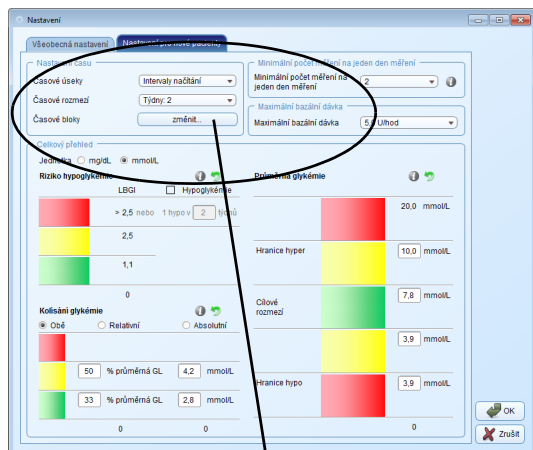 Nastavení
Všeobecná nastavení
Nastavení pro nové pacienty
Nastavení času
Časové úseky
Intervaly načítání
Časové rozmezí
Týdny: 2
Časové bloky
změnit...
Minimální počet měření na jeden den měření
Minimální počet měření na
jeden den měření
2
Maximální bazální dávka
Maximální bazální dávka
5,0 U/hod
Celkový přehled
Jednotka mg/dL mmol/L
Riziko hypoglykémie
LBGI Hypoglykémie
> 2,5 nebo 1 hypo v 2 týdnů
2,5
1,1
0
Kolísání glykémie
Obě Relativní Absolutní
50 % průměrná GL 4,2 mmol/L
33 % průměrná GL 2,8 mmol/L
0 0
Průměrná glykémie
20,0 mmol/L
Hranice hyper 10,0 mmol/L
Cílové
rozmezí
7,8 mmol/L
3,9 mmol/L
Hranice hypo 3,9 mmol/L
0
OK
Zrušit